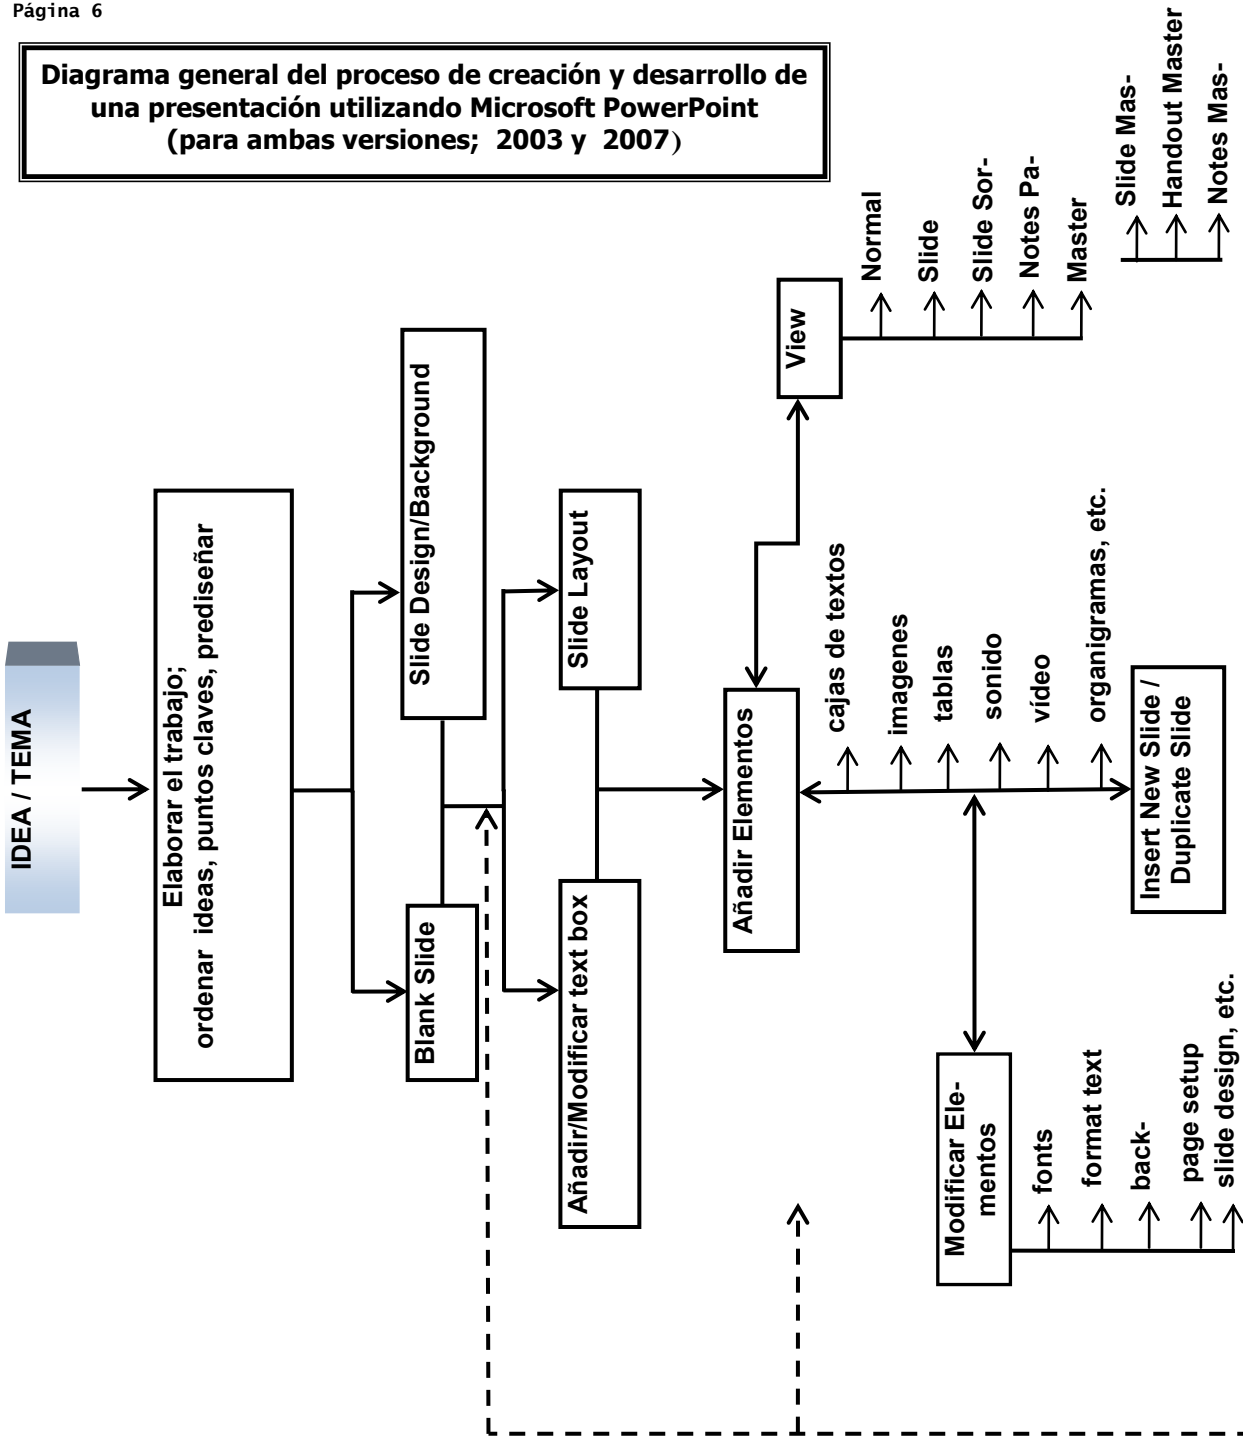 Página 6
Diagrama general del proceso de creación y desarrollo de
una presentación utilizando Microsoft PowerPoint
(para ambas versiones;  2003 y  2007)
IDEA / TEMA
Elaborar el trabajo;
ordenar  ideas, puntos claves, prediseñar
Blank Slide
Slide Design/Background
Añadir/Modificar text box
Slide Layout
Añadir Elementos
View
Normal
Slide
Slide Sor-
Notes Pa-
Master
Slide Mas-
Handout Master
Notes Mas-
cajas de textos
imagenes
tablas
sonido
vídeo
organigramas, etc.
Modificar Ele-
mentos
fonts
format text
back-
page setup
slide design, etc.
Insert New Slide /
Duplicate Slide